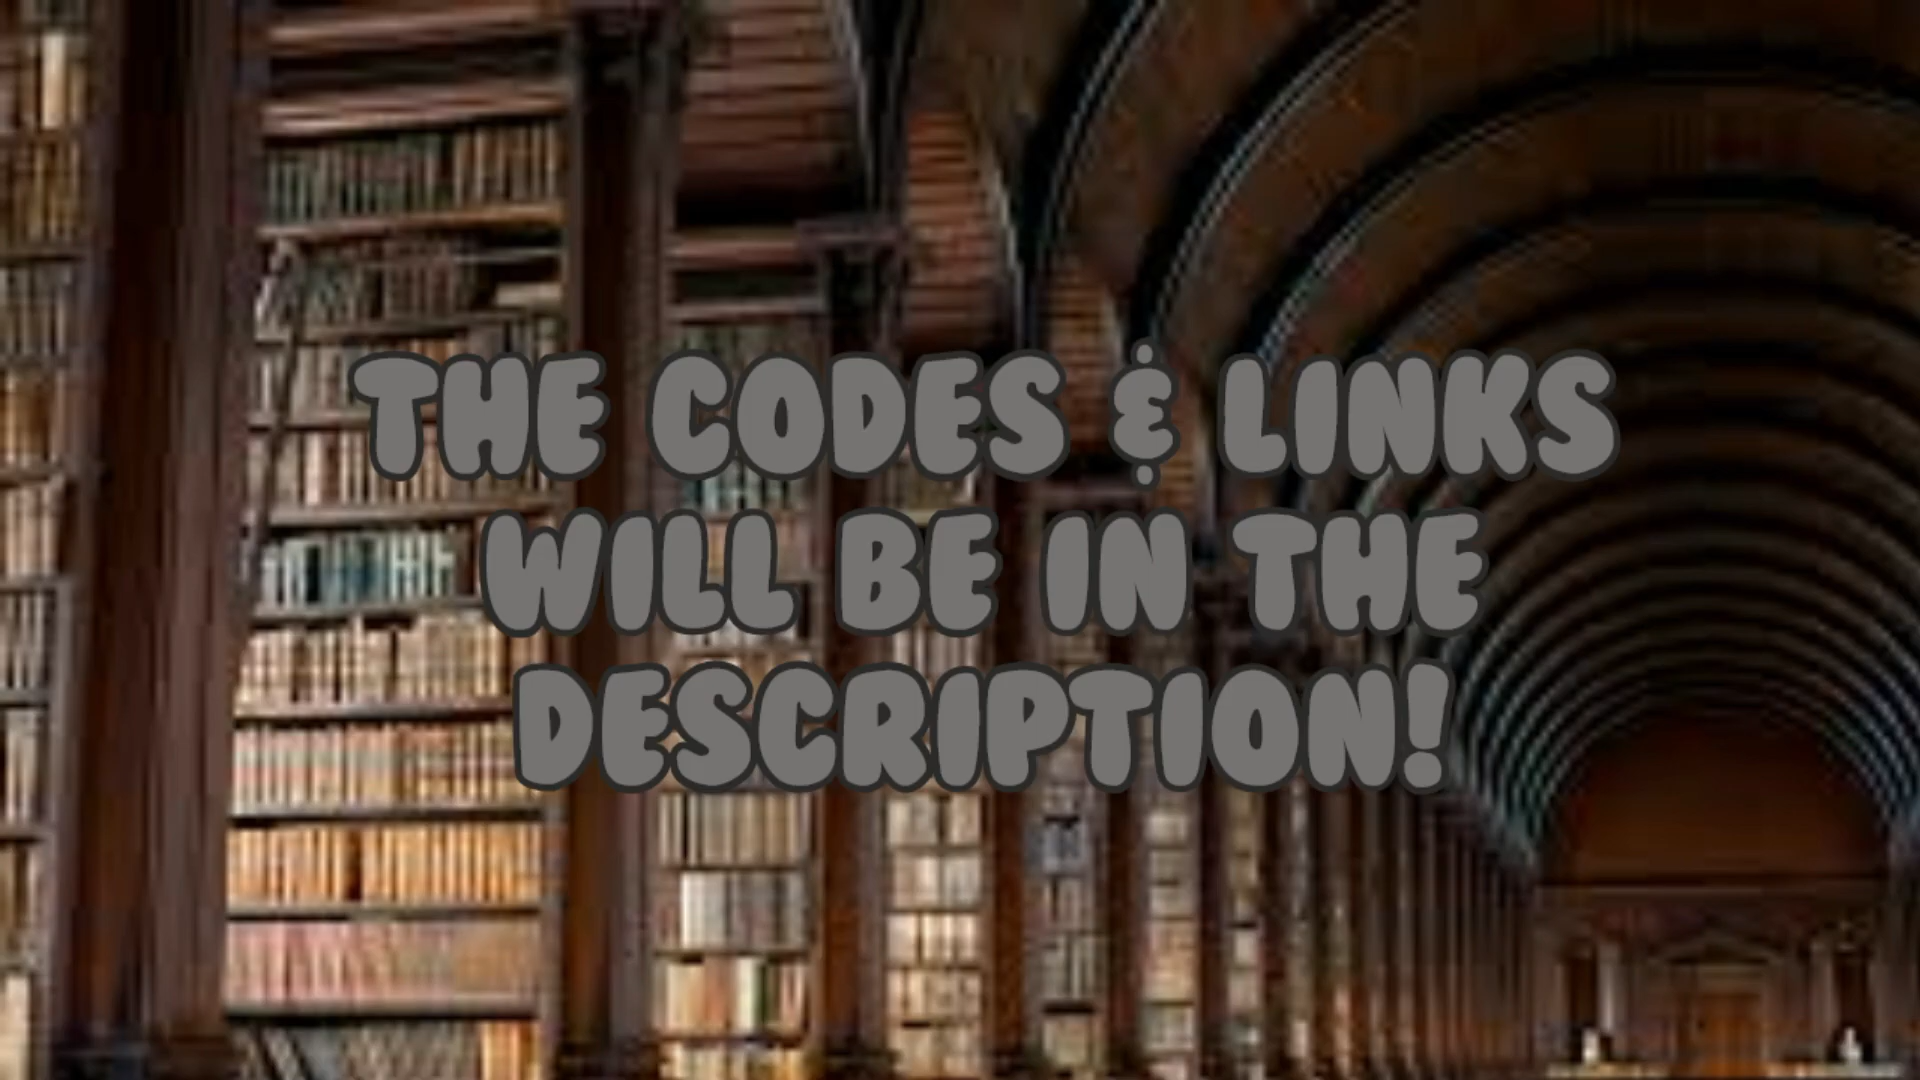 THE CODES & LINKS
WILL BE IN THE
DESCRIPTION!